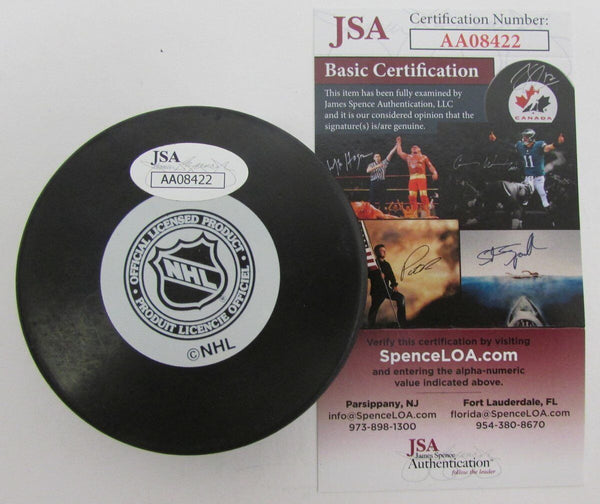 JSA
AA08422
OFFICIAL LICENSED PRODUCT
NHL
PRODUIT LICENCIE OFFICIEL
©NHL
JSA
Certification Number:
AA08422
Basic Certification
This item has been fully examined by
James Spence Authentication, LLC
and it is our considered opinion that the
signature(s) is/are genuine.
CANADA
11
Verify this certification by visiting
SpenceLOA.com
and entering the alpha-numeric
value indicated above.
Parsippany, NJ
info@SpenceLOA.com
973-898-1300
Fort Lauderdale, FL
florida@SpenceLOA.com
954-380-8670
JSA
James Spence
Authentication
follow the leader